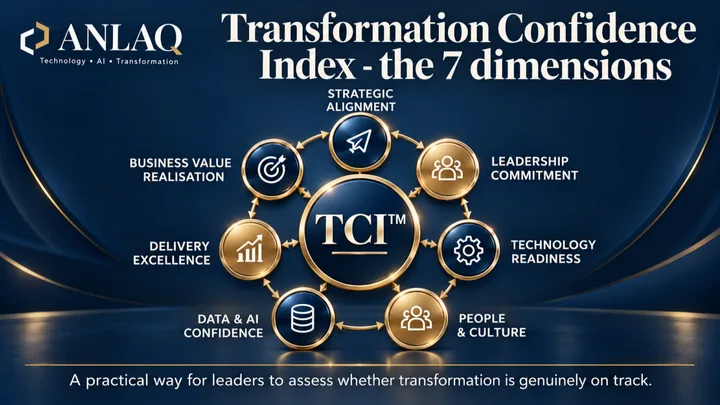 ANLAQ
Technology • AI • Transformation
Transformation Confidence
Index - the 7 dimensions
STRATEGIC
ALIGNMENT
BUSINESS VALUE
REALISATION
LEADERSHIP
COMMITMENT
TCI™
DELIVERY
EXCELLENCE
TECHNOLOGY
READINESS
DATA & AI
CONFIDENCE
PEOPLE
& CULTURE
A practical way for leaders to assess whether transformation is genuinely on track.